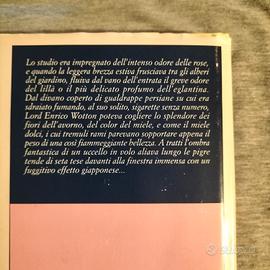 Lo studio era impregnato dell'intenso odore delle rose,
e quando la leggera brezza estiva frusciava tra gli alberi
del giardino, fluiva dal vano dell'entrata il greve odore
del lillà o il più delicato profumo dell'eglantina.
Dal divano coperto di gualdrappe persiane su cui era
sdraiato fumando, al suo solito, sigarette senza numero,
Lord Enrico Wotton poteva cogliere lo splendore dei
fiori dell'avorno, del color del miele, e come il miele
dolci, i cui tremuli rami parevano sopportare appena il
peso di una così fiammeggiante bellezza. A tratti l'ombra
fantastica di un uccello in volo aliava lungo le pigre
tende di seta tese davanti alla finestra immensa con un
fuggitivo effetto giapponese...
subito